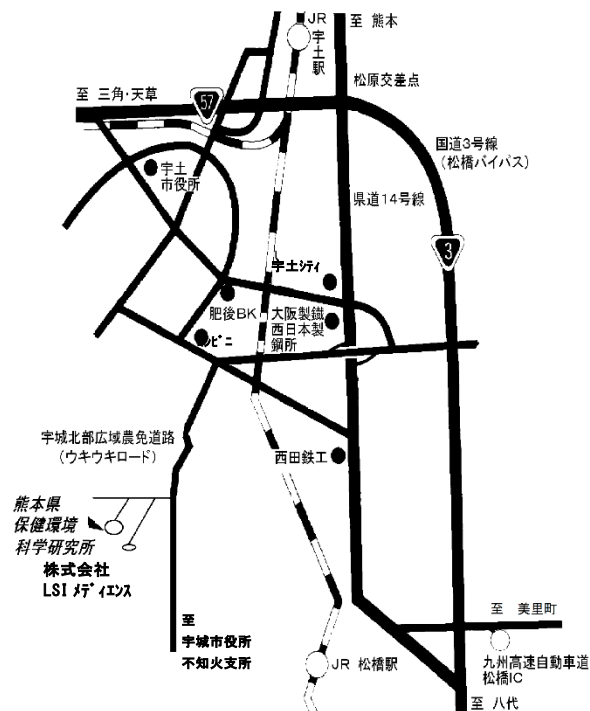 JR
宇土駅
至 熊本
松原交差点
至 三角・天草
57
国道3号線
(松橋バイパス)
宇土
市役所
県道14号線
3
宇土シティ
肥後BK
大阪製鐵
西日本製
鋼所
コンビニ
宇城北部広域農免道路
(ウキウキロード)
西田鉄工
熊本県
保健環境
科学研究所
株式会社
LSI メディエンス
至
宇城市役所
不知火支所
至 美里町
JR 松橋駅
九州高速自動車道
松橋IC
至 八代